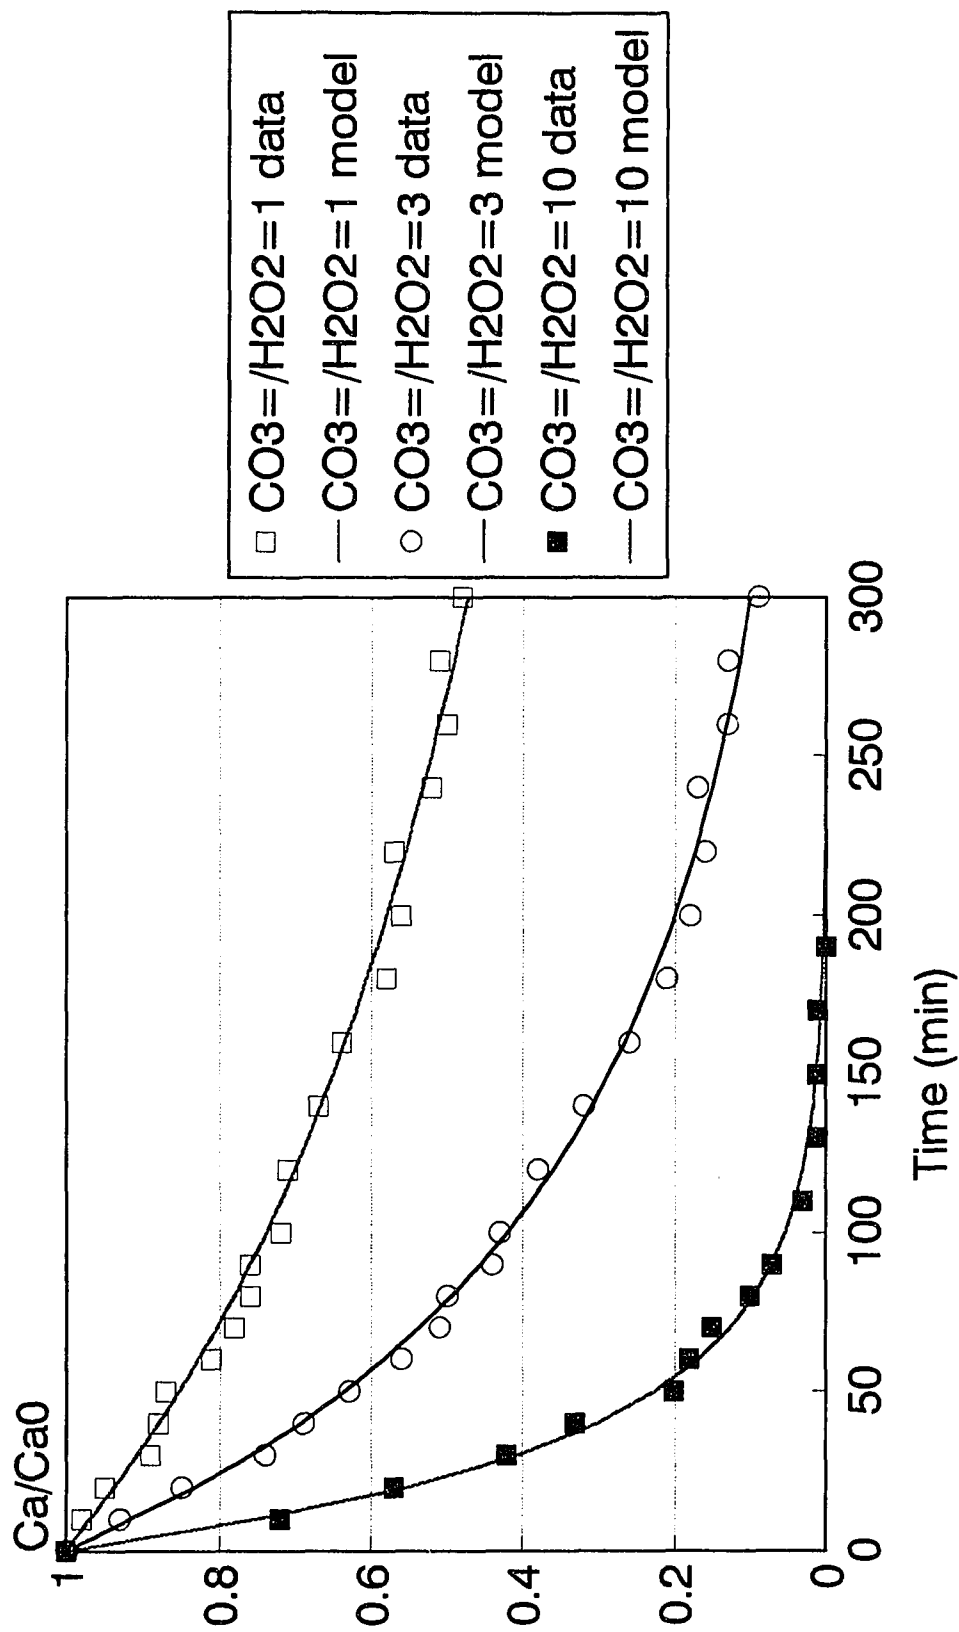 Ca/Ca0
1
0.8
0.6
0.4
0.2
0
0
50
100
150
200
250
300
Time (min)
CO3=/H2O2=1 data
CO3=/H2O2=1 model
CO3=/H2O2=3 data
CO3=/H2O2=3 model
CO3=/H2O2=10 data
CO3=/H2O2=10 model